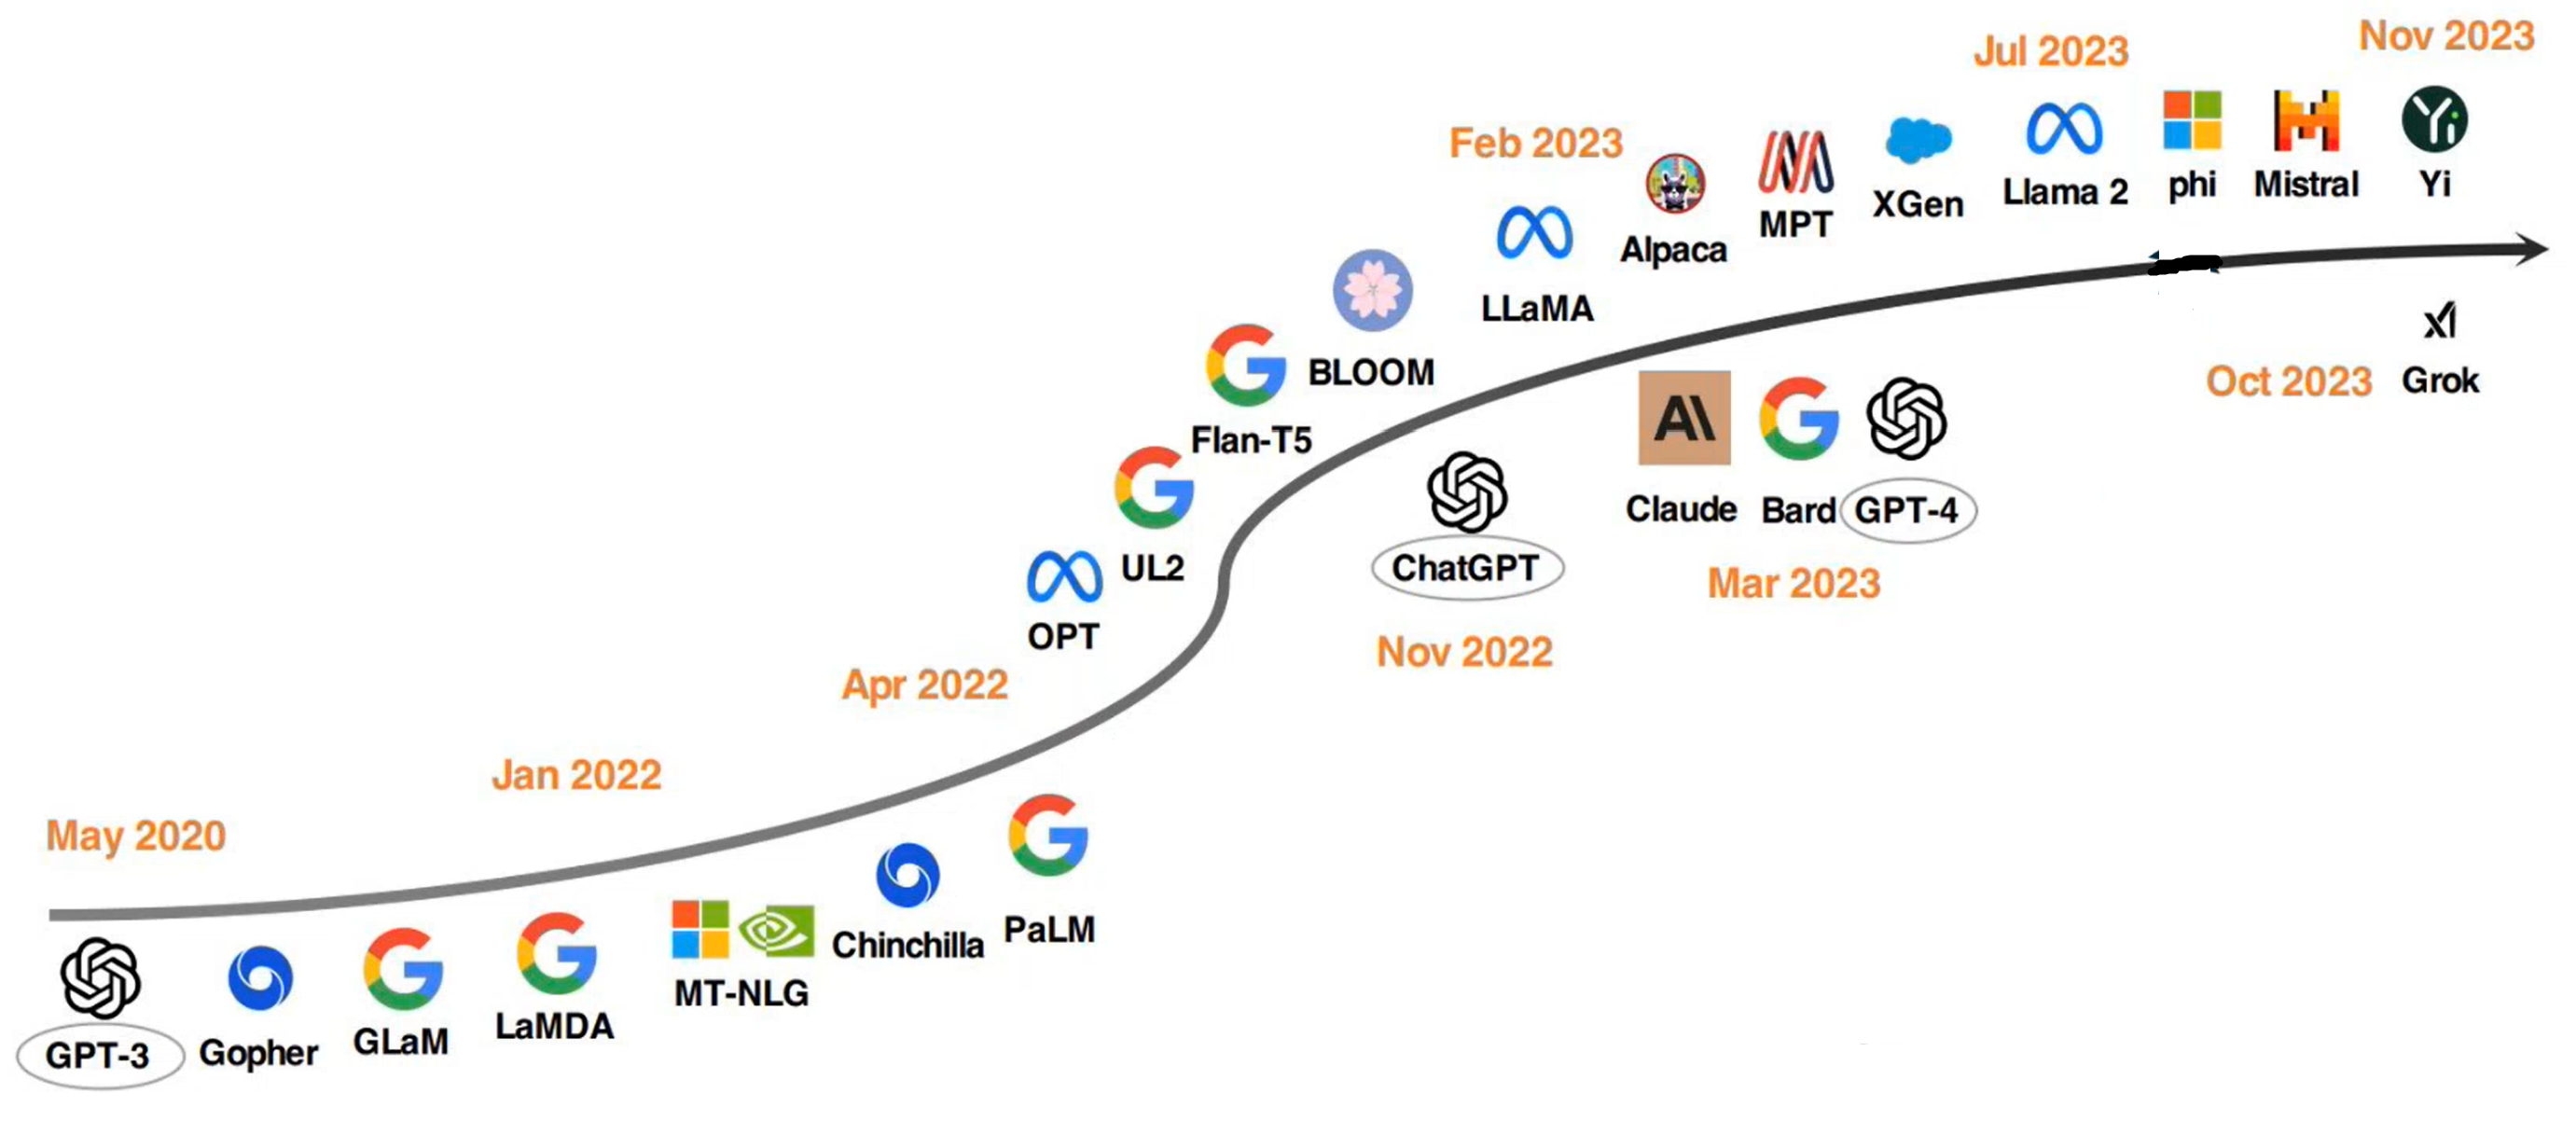 Nov 2023
Jul 2023
Feb 2023
Yi
Mistral
phi
Llama 2
XGen
MPT
Alpaca
LLaMA
BLOOM
Flan-T5
UL2
OPT
Grok
Oct 2023
Claude
Bard
GPT-4
Mar 2023
ChatGPT
Nov 2022
Apr 2022
Jan 2022
May 2020
PaLM
Chinchilla
MT-NLG
LaMDA
GLaM
Gopher
GPT-3